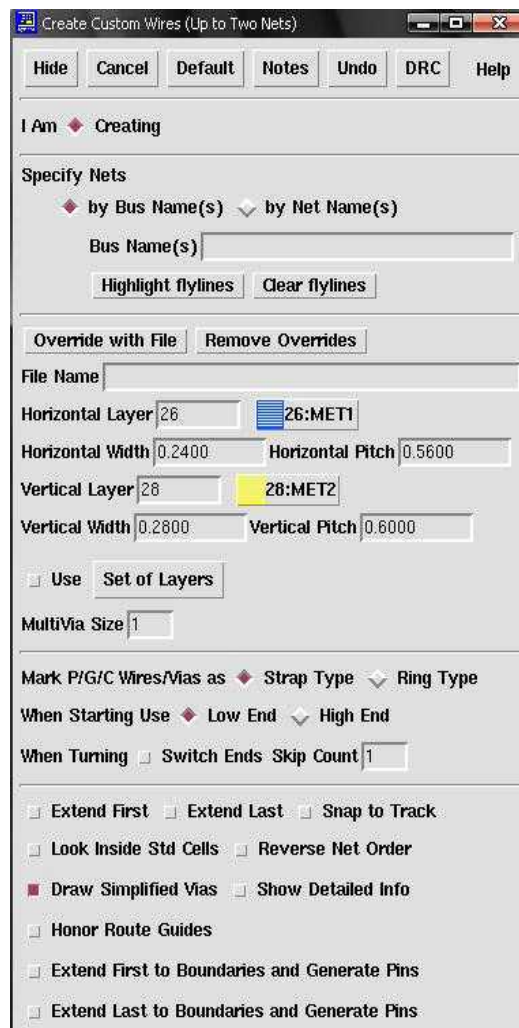 Create Custom Wires (Up to Two Nets)
Hide Cancel Default Notes Undo DRC Help
I Am Creating
Specify Nets
by Bus Name(s) by Net Name(s)
Bus Name(s)
Highlight flylines Clear flylines
Override with File Remove Overrides
File Name
Horizontal Layer 26 26:MET1
Horizontal Width 0.2400 Horizontal Pitch 0.5600
Vertical Layer 28 28:MET2
Vertical Width 0.2800 Vertical Pitch 0.6000
Use Set of Layers
MultiVia Size 1
Mark P/G/C Wires/Vias as Strap Type Ring Type
When Starting Use Low End High End
When Turning Switch Ends Skip Count 1
Extend First Extend Last Snap to Track
Look Inside Std Cells Reverse Net Order
Draw Simplified Vias Show Detailed Info
Honor Route Guides
Extend First to Boundaries and Generate Pins
Extend Last to Boundaries and Generate Pins